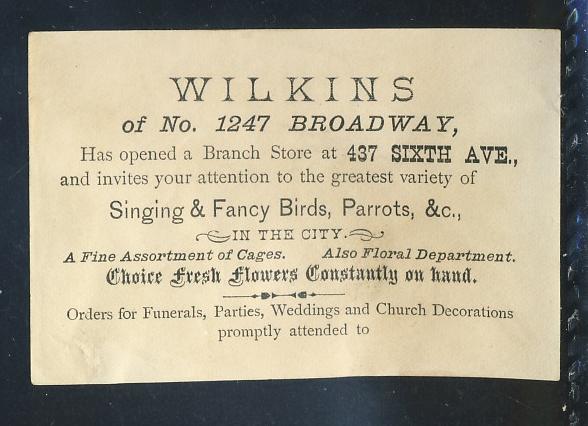 WILKINS
of No. 1247 BROADWAY,
Has opened a Branch Store at 437 SIXTH AVE.,
and invites your attention to the greatest variety of
Singing & Fancy Birds, Parrots, &c.,
IN THE CITY.
A Fine Assortment of Cages. Also Floral Department.
Choice Fresh Flowers Constantly on hand.
Orders for Funerals, Parties, Weddings and Church Decorations
promptly attended to